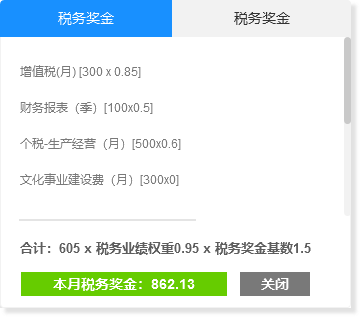 税务奖金 税务奖金
增值税(月) [300 x 0.85]
财务报表（季）[100x0.5]
个税-生产经营（月）[500x0.6]
文化事业建设费（月）[300x0]
合计：605 x 税务业绩权重0.95 x 税务奖金基数1.5
本月税务奖金：862.13 关闭